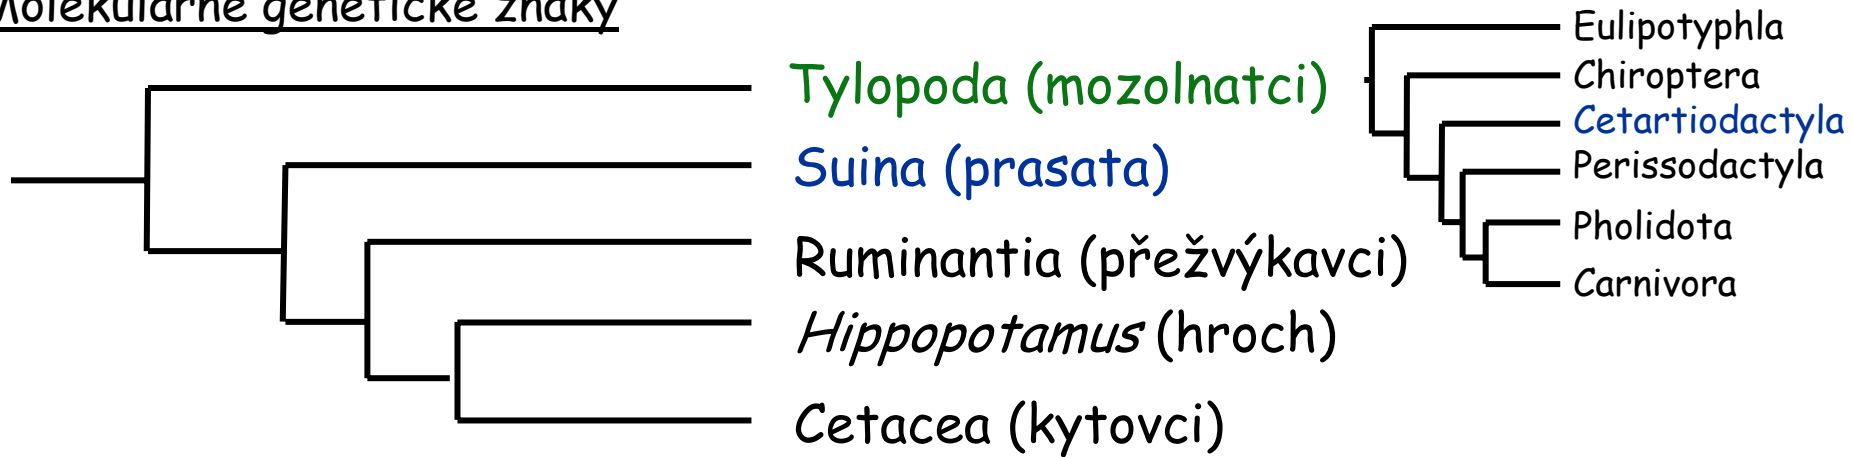 Molekulárně genetické znaky
Tylopoda (mozolnatci)
Suina (prasata)
Ruminantia (přežvýkavci)
Hippopotamus (hroch)
Cetacea (kytovci)
Eulipotyphla
Chiroptera
Cetartiodactyla
Perissodactyla
Pholidota
Carnivora